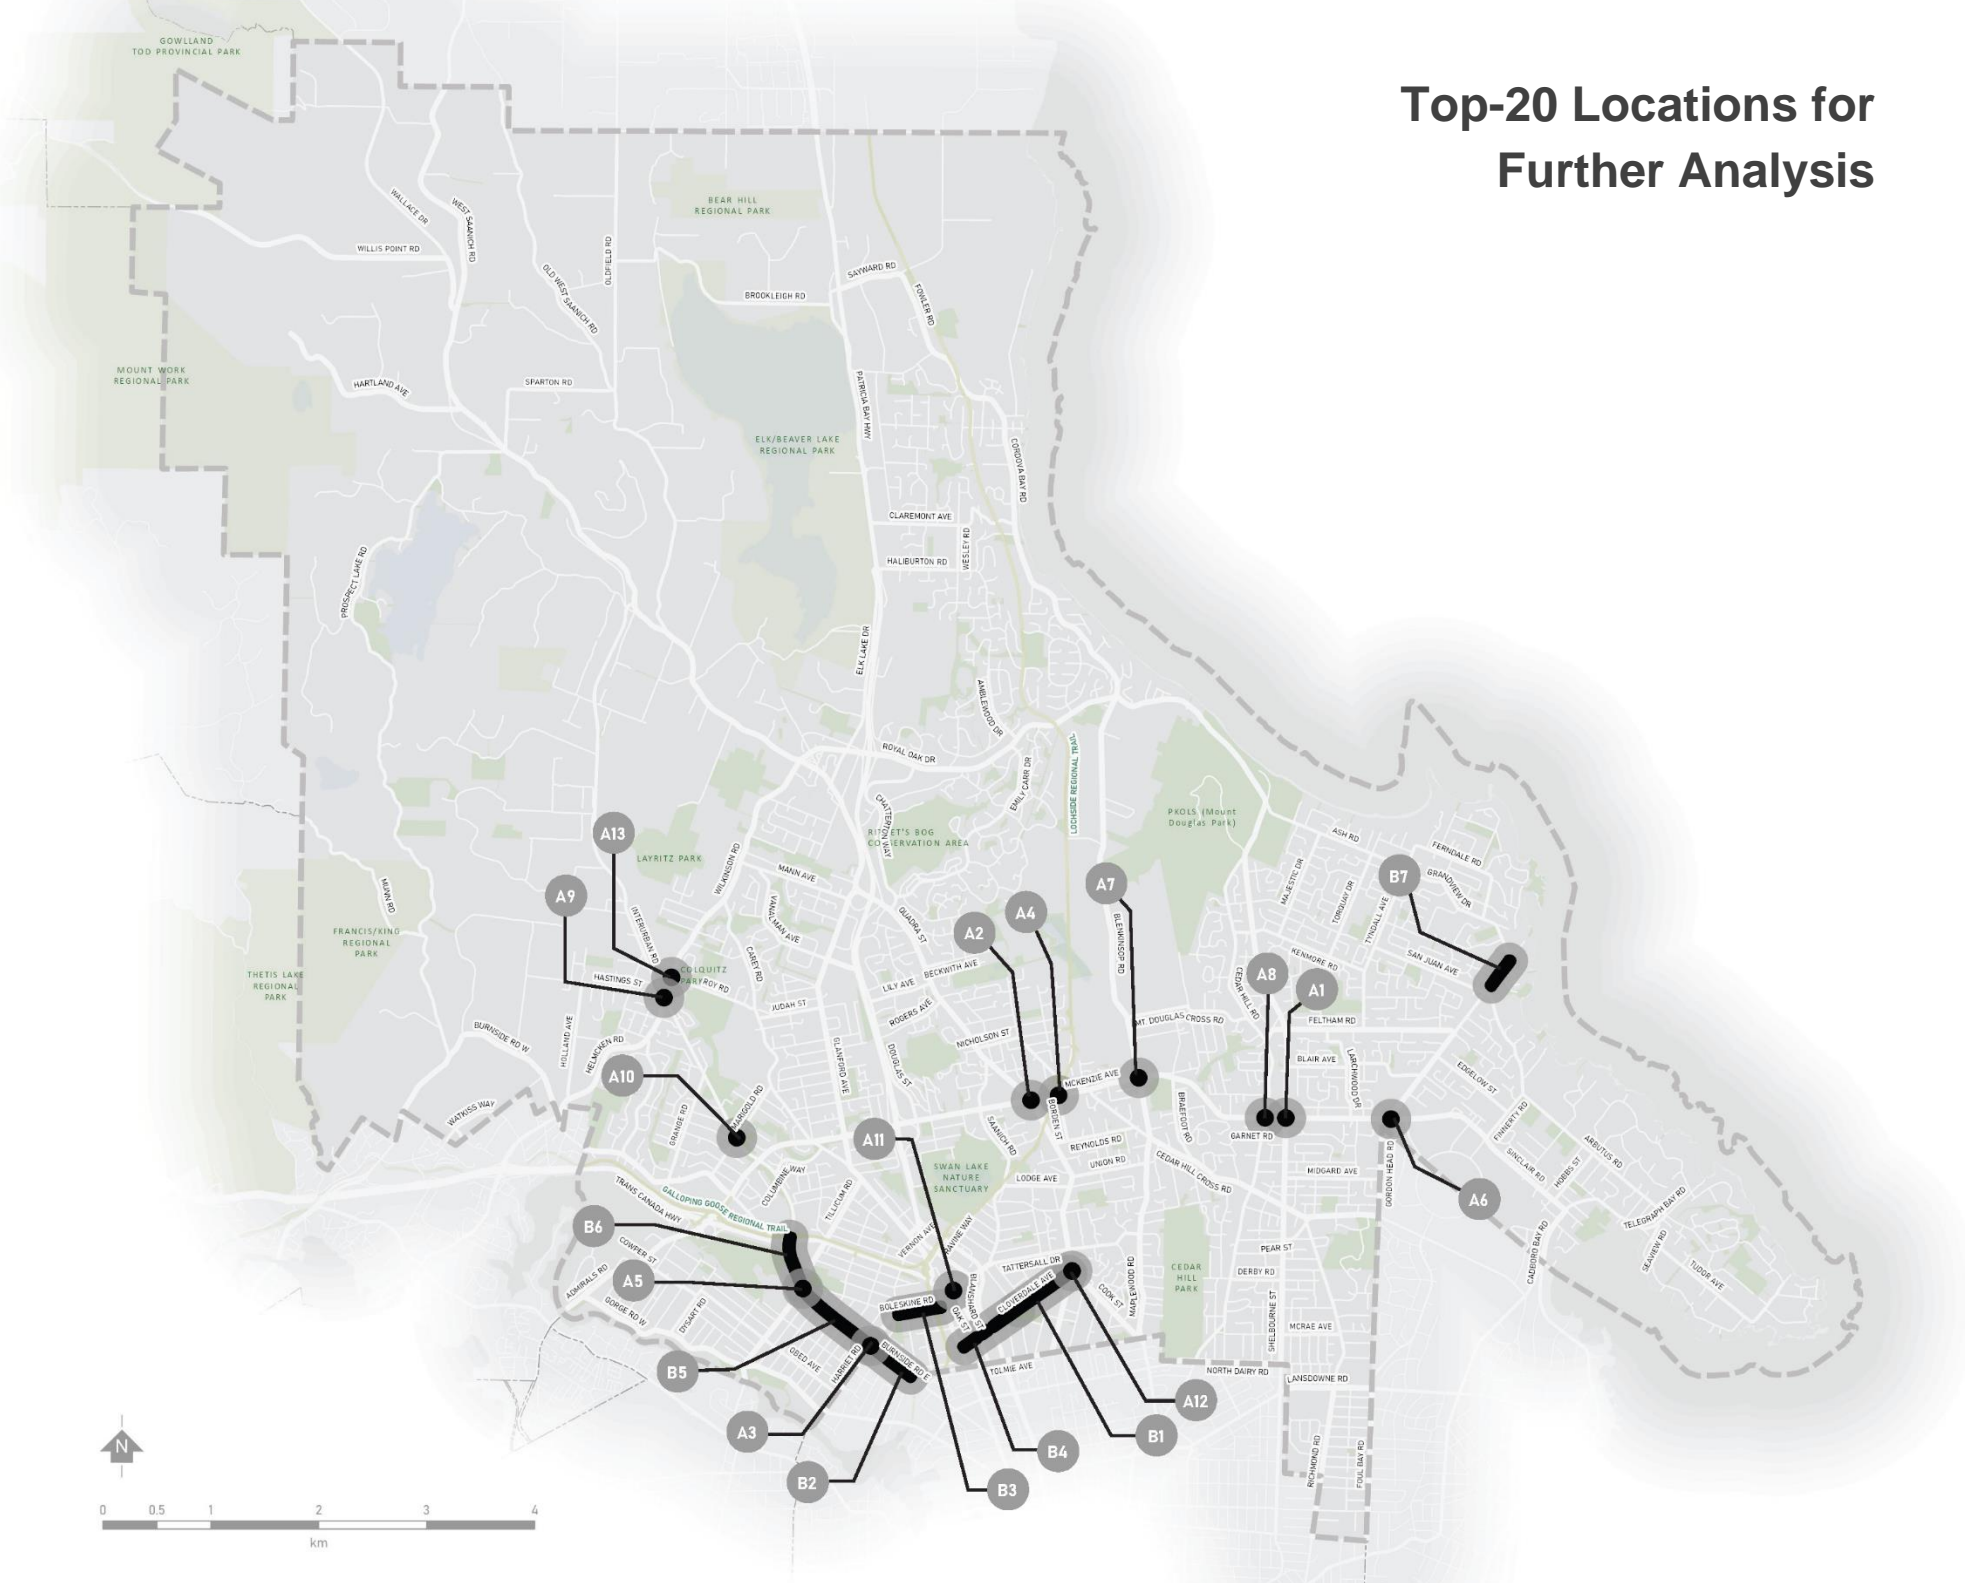 GOWLLAND
TOD PROVINCIAL PARK
Top-20 Locations for
Further Analysis
WALLACE DR
WEST SAANICH RD
BEAR HILL
REGIONAL PARK
WILLIS POINT RD
OLDFIELD RD
OLD WEST SAANICH RD
SAYWARD RD
BROOKLEIGH RD
FOWLER RD
MOUNT WORK
REGIONAL PARK
HARTLAND AVE
SPARTON RD
PATRICIA BAY HWY
ELK/BEAVER LAKE
REGIONAL PARK
CORDOVA BAY RD
CLAREMONT AVE
WESLEY RD
HALIBURTON RD
PROSPECT LAKE RD
ELK LAKE DR
AMBLEWOOD DR
ROYAL OAK DR
LOCHSIDE REGIONAL TRAIL
EMILY CARR DR
CHATTERTON WAY
PKOLS (Mount
Douglas Park)
A13
RITHET'S BOG
CONSERVATION AREA
ASH RD
LAYRITZ PARK
WILKINSON RD
MANN AVE
FERNDALE RD
MAJESTIC DR
GRANDVIEW DR
B7
A7
A9
MUNN RD
TORQUAY DR
TYNDALL AVE
VANALMAN AVE
INTERURBAN RD
QUADRA ST
A4
A2
BLENKINSOP RD
FRANCIS/KING
REGIONAL
PARK
CAREY RD
KENMORE RD
SAN JUAN AVE
THETIS LAKE
REGIONAL
PARK
HASTINGS ST
COLQUITZ
PARK
ROY RD
BECKWITH AVE
LILY AVE
CEDAR HILL RD
A8
A1
JUDAH ST
ROGERS AVE
MT. DOUGLAS CROSS RD
FELTHAM RD
BURNSIDE RD W
HOLLAND AVE
HELMCKEN RD
NICHOLSON ST
GLANFORD AVE
DOUGLAS ST
BLAIR AVE
LARCHWOOD DR
EDGELOW ST
A10
MCKENZIE AVE
WATKISS WAY
MARIGOLD RD
GRANGE RD
BORDEN ST
BRAEFOOT RD
SAANICH RD
GARNET RD
FINNERTY RD
A11
REYNOLDS RD
UNION RD
SWAN LAKE
NATURE
SANCTUARY
LODGE AVE
CEDAR HILL CROSS RD
MIDGARD AVE
GORDON HEAD RD
SINCLAIR RD
HOBBS ST
ARBUTUS RD
A6
COLUMBINE WAY
TILLICUM RD
TRANS CANADA HWY
GALLOPING GOOSE REGIONAL TRAIL
B6
TELEGRAPH BAY RD
COWPER ST
VERNON AVE
RAVINE WAY
PEAR ST
CADBORO BAY RD
SEAVIEW RD
TUDOR AVE
ADMIRALS RD
A5
TATTERSALL DR
CEDAR
HILL
PARK
DERBY RD
GORGE RD W
DYSART RD
BOLESKINE RD
BLANSHARD ST
OAK ST
CLOVERDALE AVE
COOK ST
MAPLEWOOD RD
SHELBOURNE ST
MCRAE AVE
OBED AVE
HARRIET RD
BURNSIDE RD E
TOLMIE AVE
NORTH DAIRY RD
LANSDOWNE RD
B5
A12
A3
B1
B4
B2
B3
RICHMOND RD
FOUL BAY RD
N
0 0.5 1 2 3 4
km